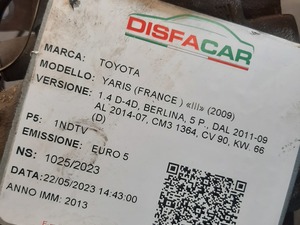 DISFACAR
MARCA: TOYOTA
MODELLO: YARIS (FRANCE ) «III» (2009)
VERSIONE: 1.4 D-4D, BERLINA, 5 P., DAL 2011-09
AL 2014-07, CM3 1364, CV 90, KW. 66
(D)
P5: 1NDTV
EMISSIONE: EURO 5
NS: 1025/2023
DATA: 22/05/2023 14:43:00
ANNO IMM: 2013